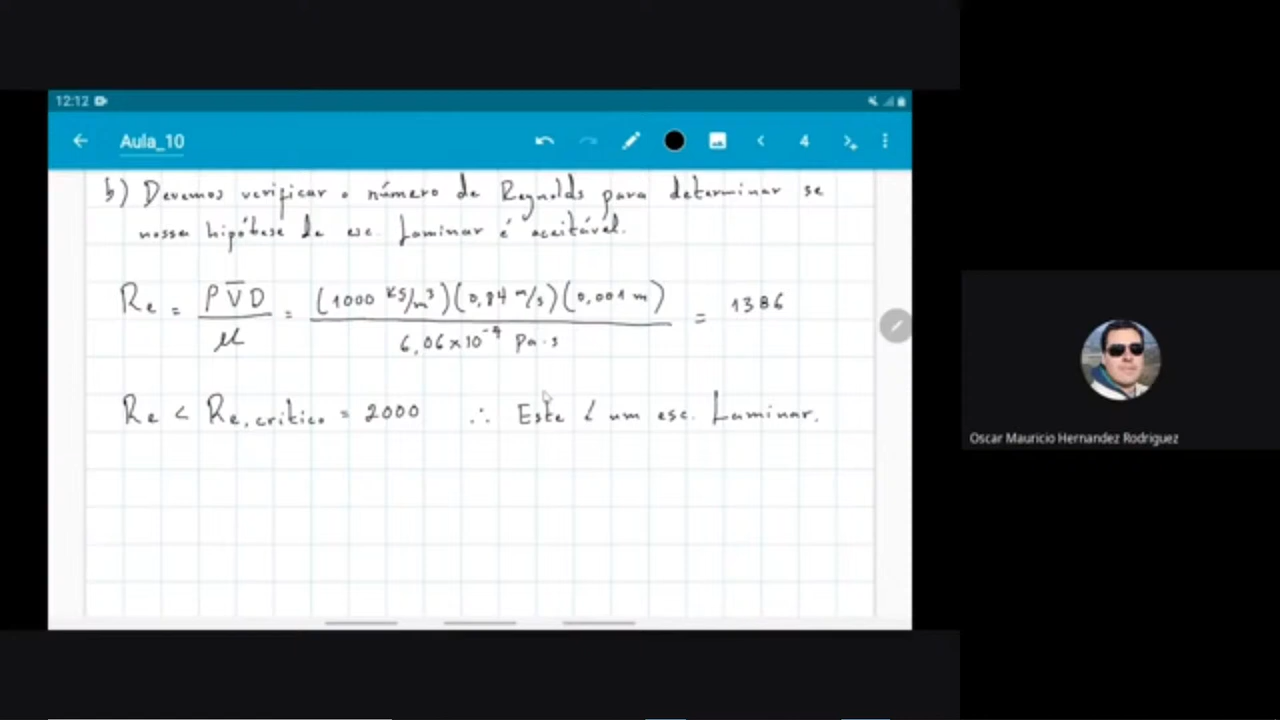 12:12
Aula_10
4
b) Devemos verificar o número de Reynolds para determinar se
nossa hipótese de esc. Laminar é aceitável.
Re = ρ V̅ D / μ = (1000 kg/m³)(0,84 m/s)(0,001 m) / 6,06×10⁻⁴ Pa·s = 1386
Re < Re,crítico = 2000 ∴ Este é um esc. Laminar.
Oscar Mauricio Hernandez Rodriguez